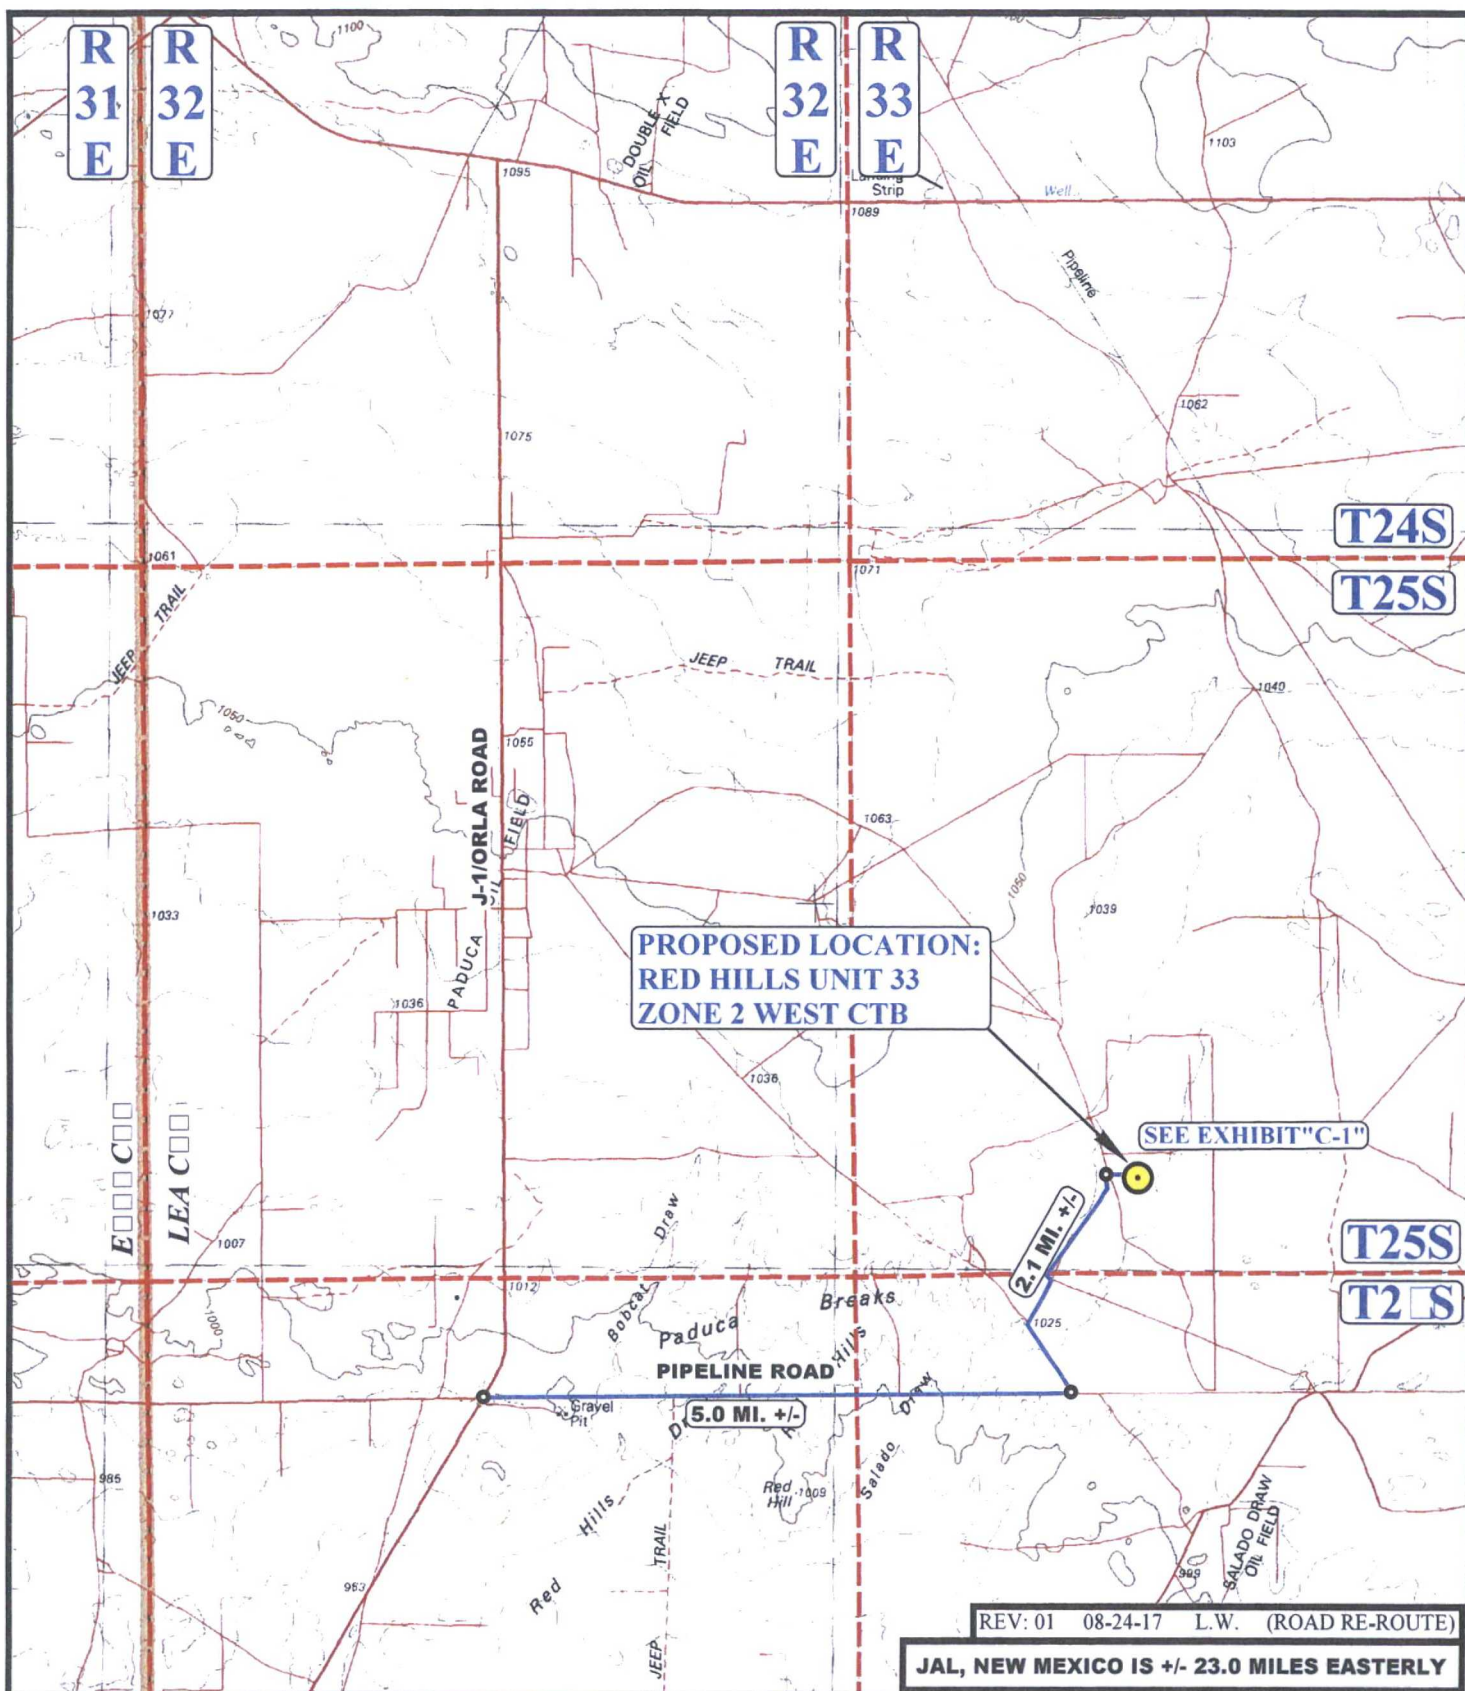 R
31
E
R
32
E
R
32
E
R
33
E
1100
DOUBLE X
OIL FIELD
1095
1103
Strip
Well
1089
Pipeline
1077
1062
1075
T24S
1061
1071
T25S
JEEP TRAIL
JEEP TRAIL
1040
1050
J-1/ORLA ROAD
1055
FIELD
1063
1050
1033
1039
PADUCA
PROPOSED LOCATION:
RED HILLS UNIT 33
ZONE 2 WEST CTB
1036
1036
SEE EXHIBIT"C-1"
E□□□ C□□
LEA C□□
1007
Bobcat Draw
2.1 MI. +/-
T25S
1012
1000
T2□S
Paduca Breaks
1025
PIPELINE ROAD
Hills
Draw
Gravel
Pit
5.0 MI. +/-
985
Red
Hill
1009
Salado
Red Hills
SALADO DRAW
OIL FIELD
JEEP TRAIL
999
963
REV: 01 08-24-17 L.W. (ROAD RE-ROUTE)
JAL, NEW MEXICO IS +/- 23.0 MILES EASTERLY